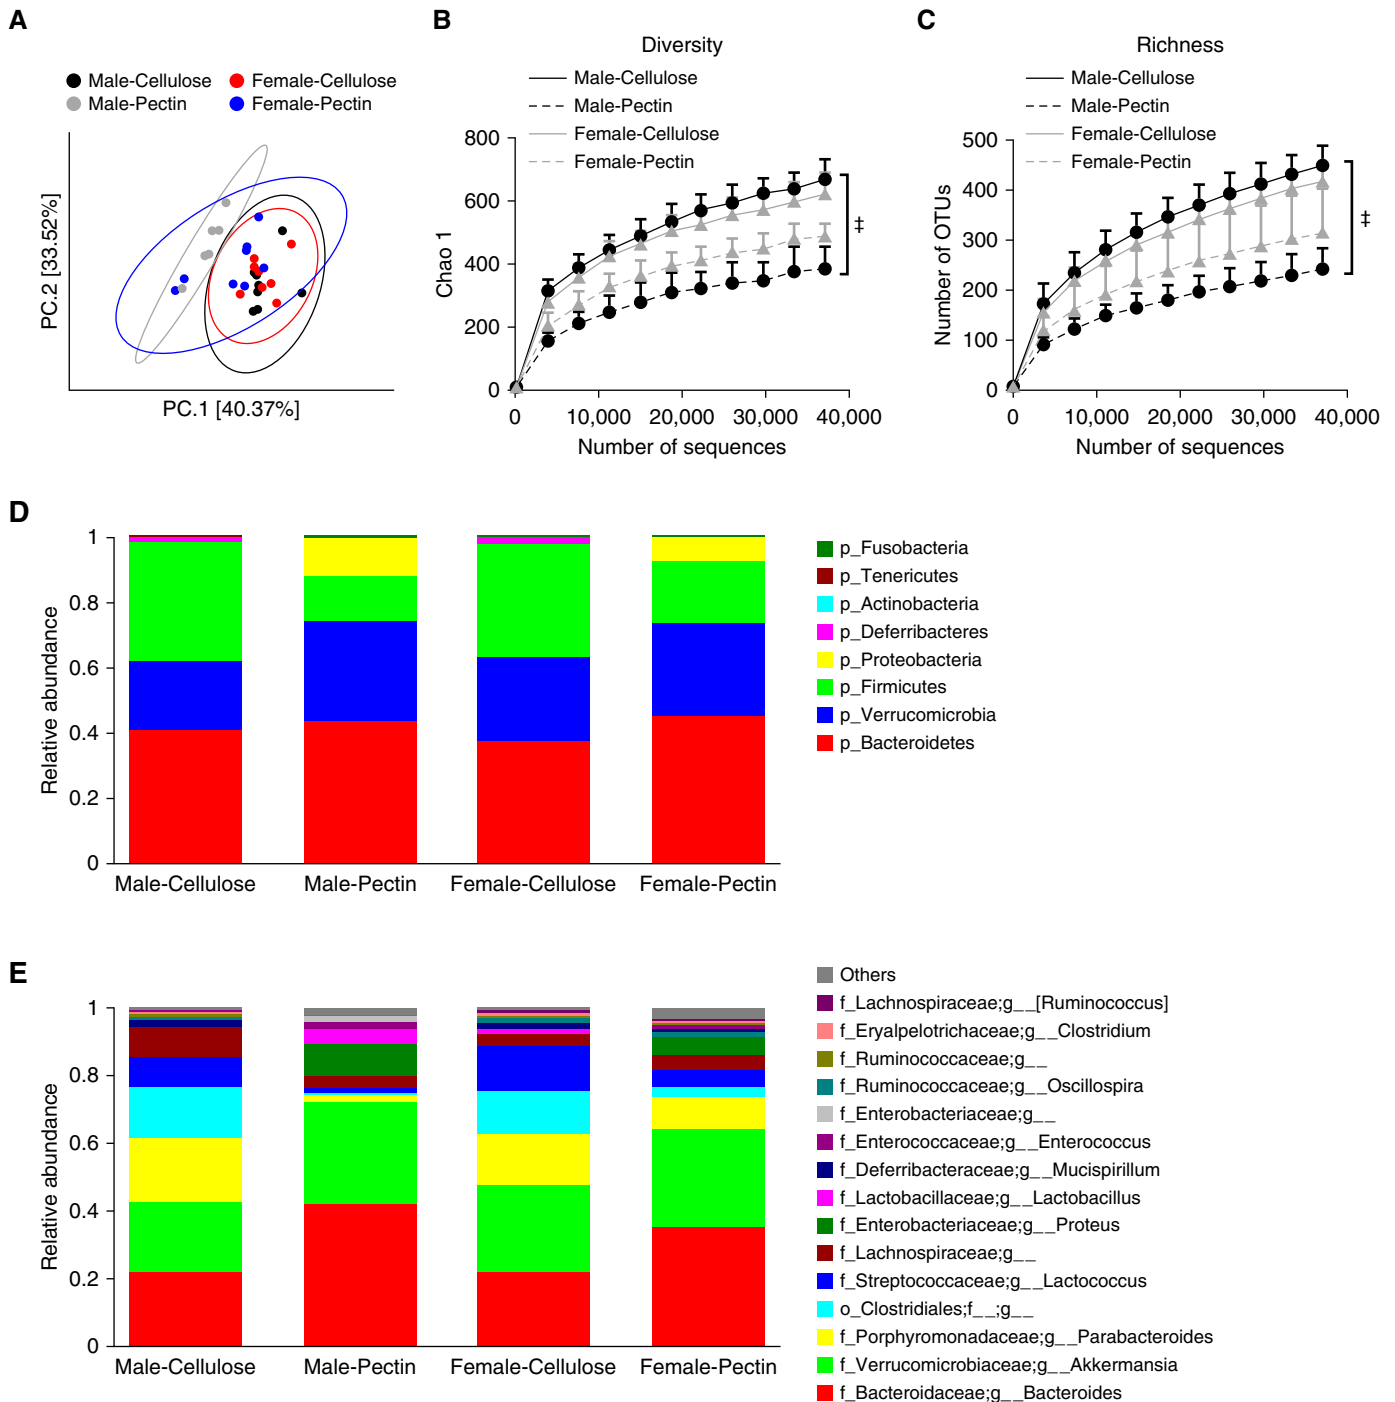 A
Male-Cellulose
Female-Cellulose
Male-Pectin
Female-Pectin
PC.2 [33.52%]
PC.1 [40.37%]
B
Diversity
Male-Cellulose
Male-Pectin
Female-Cellulose
Female-Pectin
800
600
400
200
0
Chao 1
‡
0
10,000
20,000
30,000
40,000
Number of sequences
C
Richness
Male-Cellulose
Male-Pectin
Female-Cellulose
Female-Pectin
500
400
300
200
100
0
Number of OTUs
‡
0
10,000
20,000
30,000
40,000
Number of sequences
D
1
0.8
0.6
0.4
0.2
0
Relative abundance
Male-Cellulose
Male-Pectin
Female-Cellulose
Female-Pectin
p_Fusobacteria
p_Tenericutes
p_Actinobacteria
p_Deferribacteres
p_Proteobacteria
p_Firmicutes
p_Verrucomicrobia
p_Bacteroidetes
E
1
0.8
0.6
0.4
0.2
0
Relative abundance
Male-Cellulose
Male-Pectin
Female-Cellulose
Female-Pectin
Others
f_Lachnospiraceae;g__[Ruminococcus]
f_Eryalpelotrichaceae;g__Clostridium
f_Ruminococcaceae;g__
f_Ruminococcaceae;g__Oscillospira
f_Enterobacteriaceae;g__
f_Enterococcaceae;g__Enterococcus
f_Deferribacteraceae;g__Mucispirillum
f_Lactobacillaceae;g__Lactobacillus
f_Enterobacteriaceae;g__Proteus
f_Lachnospiraceae;g__
f_Streptococcaceae;g__Lactococcus
o_Clostridiales;f__;g__
f_Porphyromonadaceae;g__Parabacteroides
f_Verrucomicrobiaceae;g__Akkermansia
f_Bacteroidaceae;g__Bacteroides